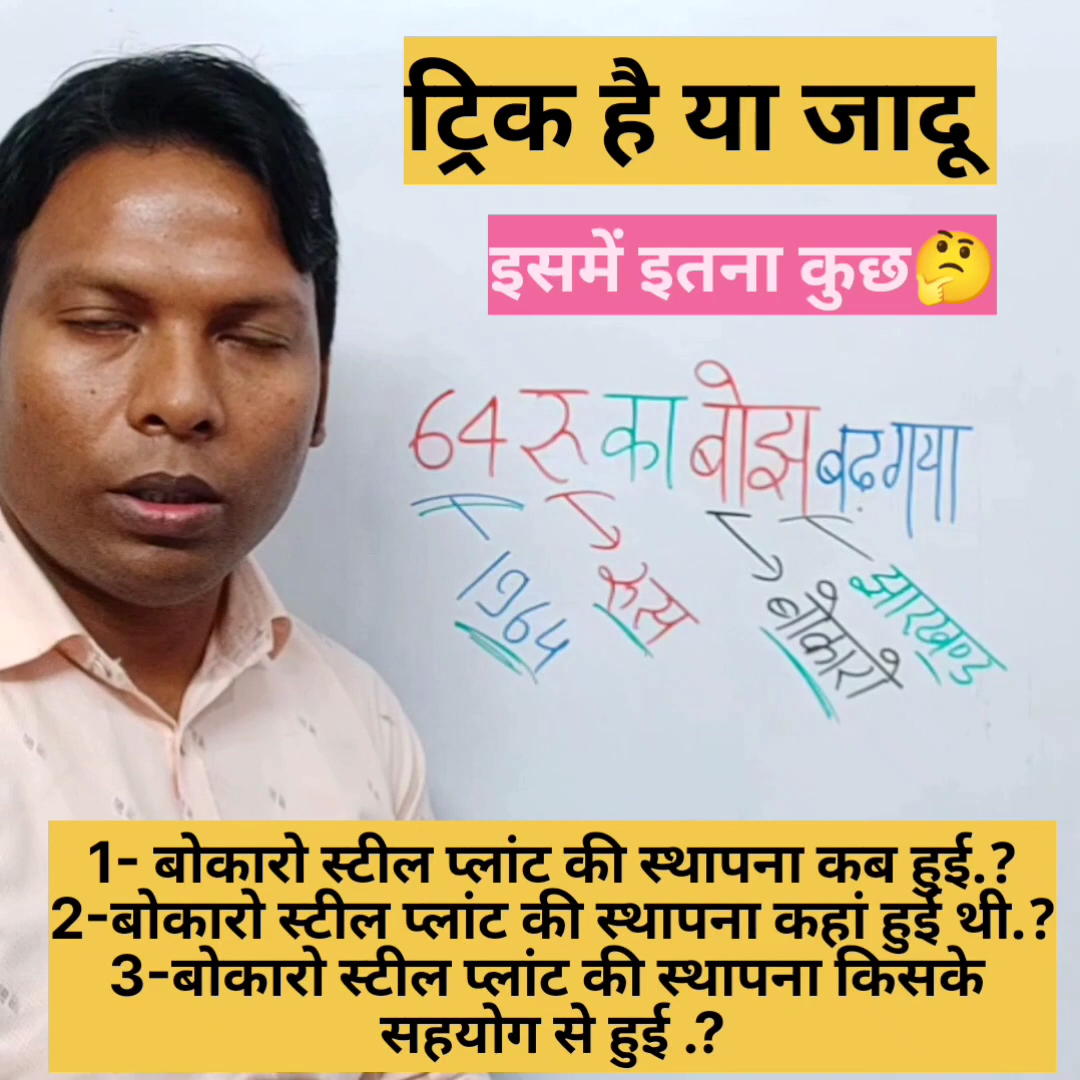 ट्रिक है या जादू
इसमें इतना कुछ🤔
64 रु का बोझ बढ़ गया
1964 रूस बोकारो झारखण्ड
1- बोकारो स्टील प्लांट की स्थापना कब हुई.?
2-बोकारो स्टील प्लांट की स्थापना कहां हुई थी.?
3-बोकारो स्टील प्लांट की स्थापना किसके
सहयोग से हुई .?